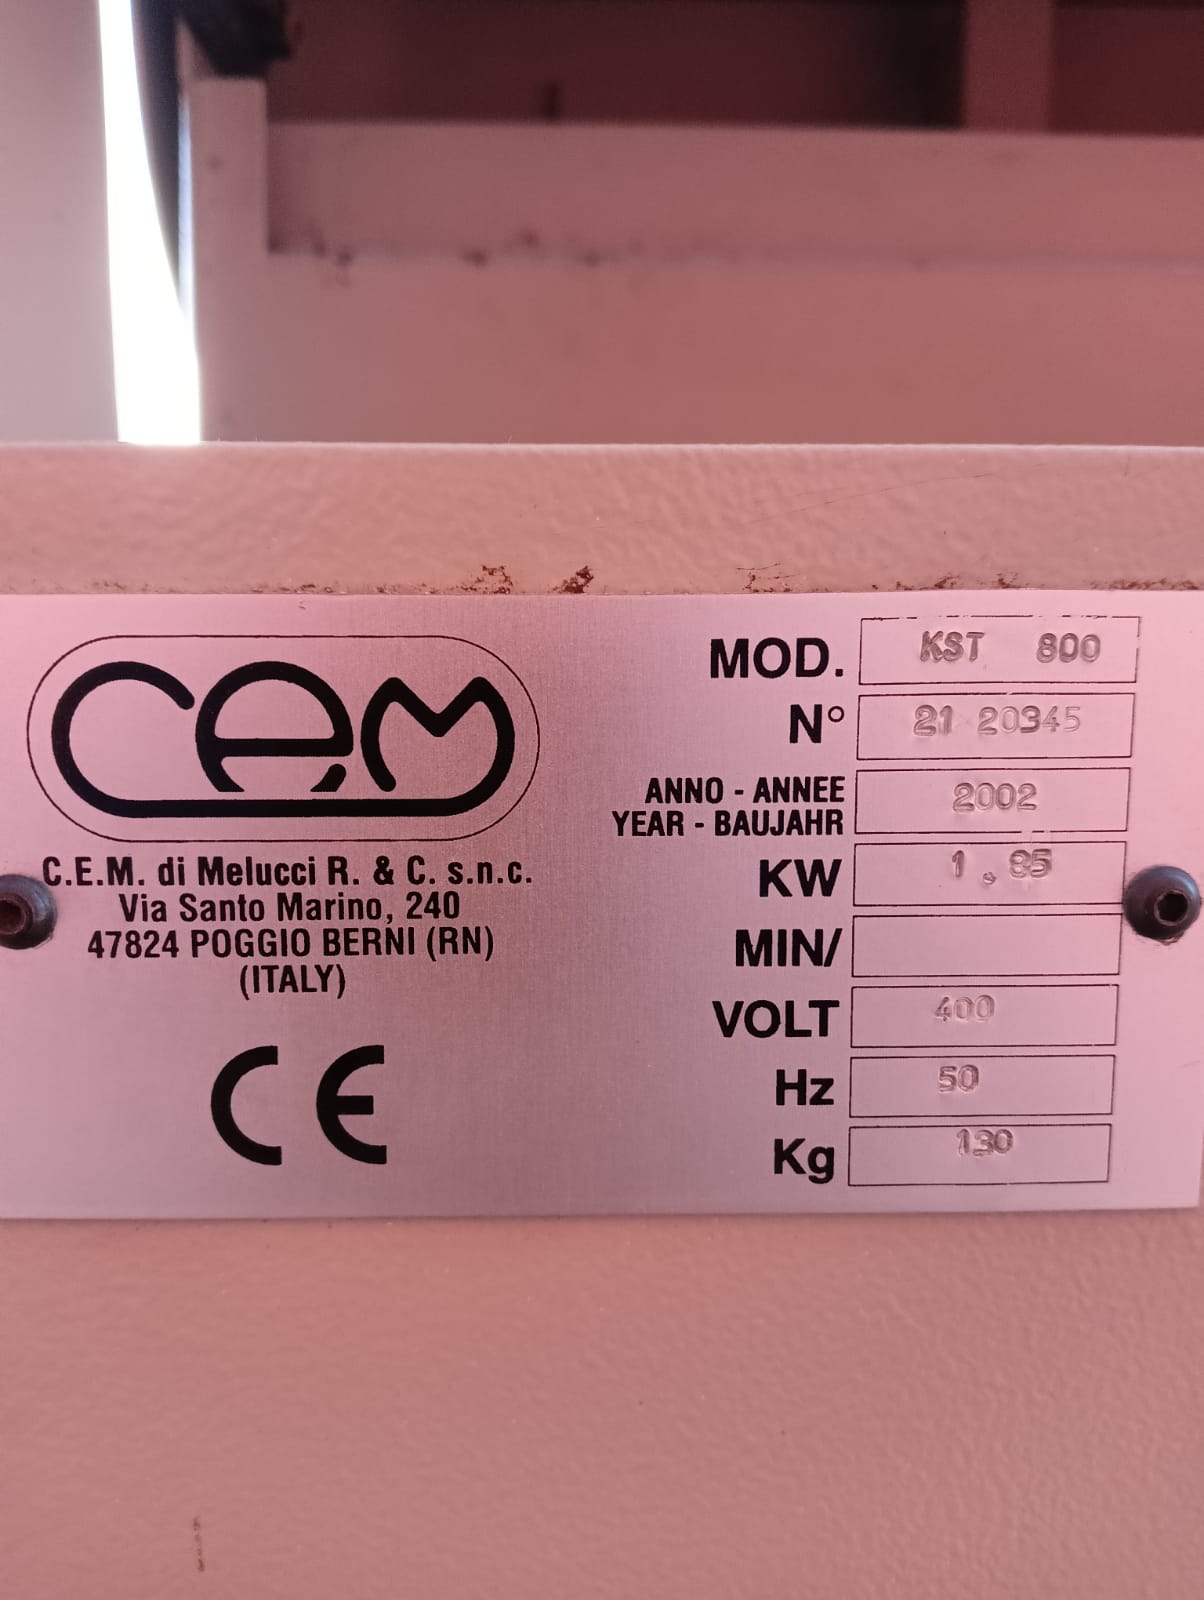 cem
C.E.M. di Melucci R. & C. s.n.c.
Via Santo Marino, 240
47824 POGGIO BERNI (RN)
(ITALY)
CE
MOD. KST 800
N° 21 20345
ANNO - ANNEE
YEAR - BAUJAHR 2002
KW 1.85
MIN/
VOLT 400
Hz 50
Kg 130